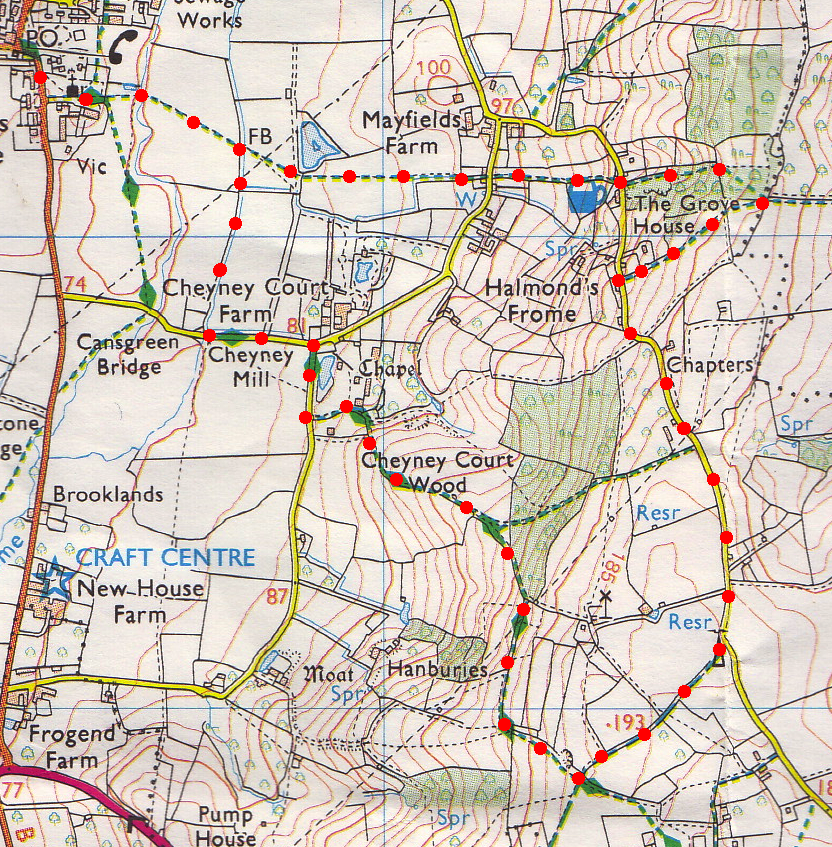 Works
PO
100
97
Mayfields
Farm
FB
Vic
W
The Grove
House
Spr
74
Cheyney Court
Farm
Halmond's
Frome
81
Cansgreen
Bridge
Cheyney
Mill
Chapel
Chapters
Spr
Cheyney Court
Wood
Brooklands
Resr
CRAFT CENTRE
185
New House
Farm
87
Resr
Hanburies
Moat
Spr
193
Frogend
Farm
77
Pump
House
Spr
B
18